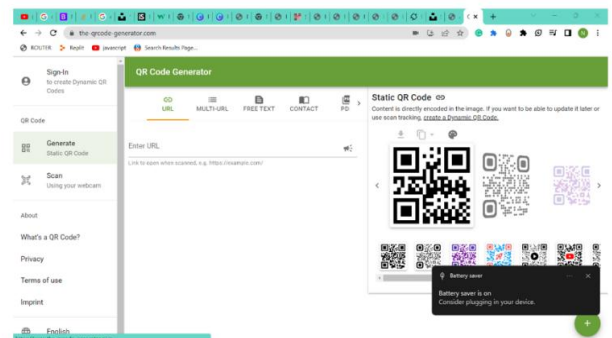 the-qrcode-generator.com
ROUTER
Replit
javascript
Search Results Page...
Sign-In
to create Dynamic QR
Codes
QR Code
Generate
Static QR Code
Scan
Using your webcam
About
What's a QR Code?
Privacy
Terms of use
Imprint
English
QR Code Generator
URL
MULTI-URL
FREE TEXT
CONTACT
Enter URL
Link to open when scanned, e.g. https://example.com/
Static QR Code
Content is directly encoded in the image. If you want to be able to update it later or
use scan tracking, create a Dynamic QR Code.
Battery saver
Battery saver is on
Consider plugging in your device.